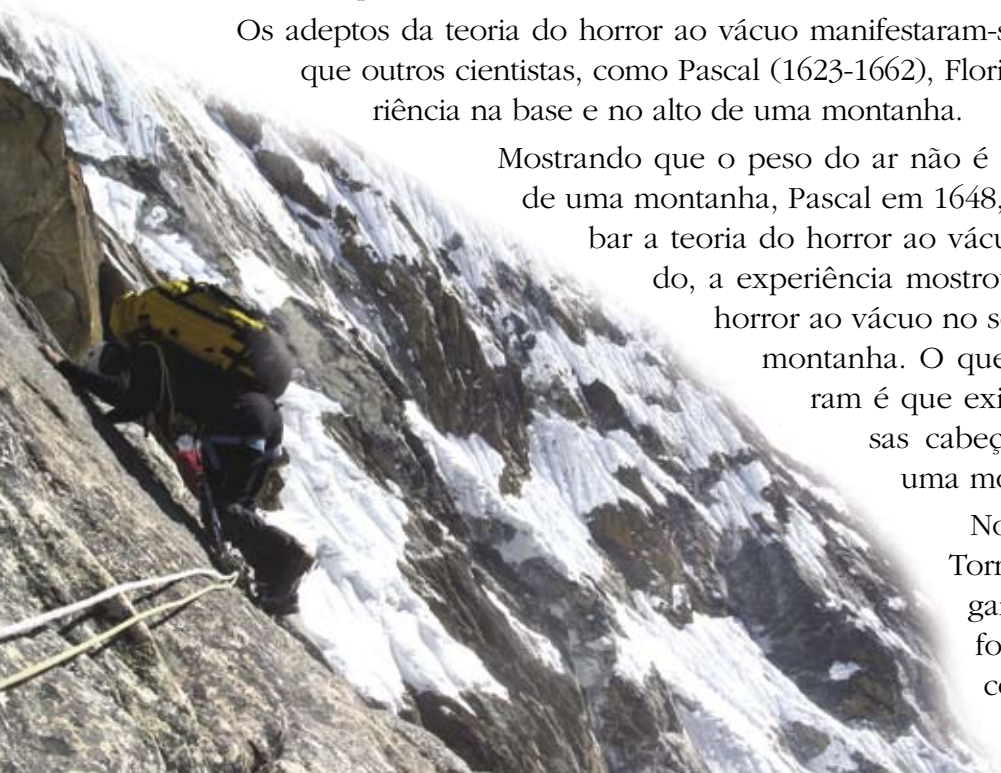 Os adeptos da teoria do horror ao vácuo manifestaram-s
que outros cientistas, como Pascal (1623-1662), Flori
riência na base e no alto de uma montanha.
Mostrando que o peso do ar não é
de uma montanha, Pascal em 1648,
bar a teoria do horror ao vácu
do, a experiência mostro
horror ao vácuo no s
montanha. O que
ram é que exi
sas cabeç
uma mo
No
Torr
gar
fo
co